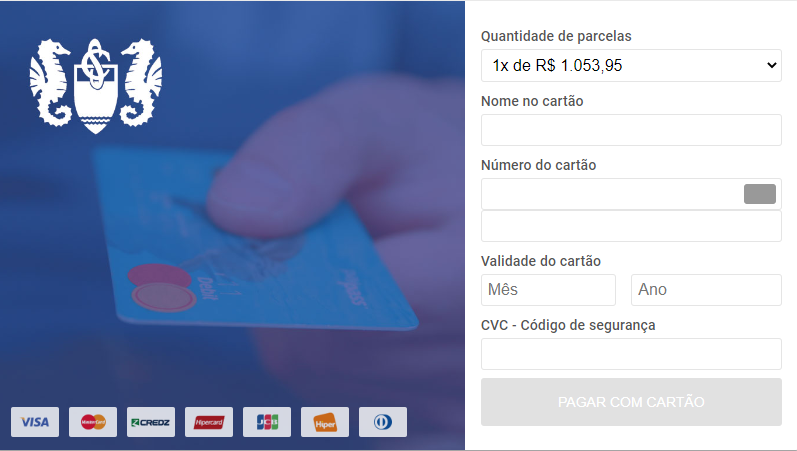 Quantidade de parcelas
1x de R$ 1.053,95
Nome no cartão
Número do cartão
Validade do cartão
Mês Ano
CVC - Código de segurança
PAGAR COM CARTÃO
Debit
VISA MasterCard CREDZ Hipercard JCB Hiper